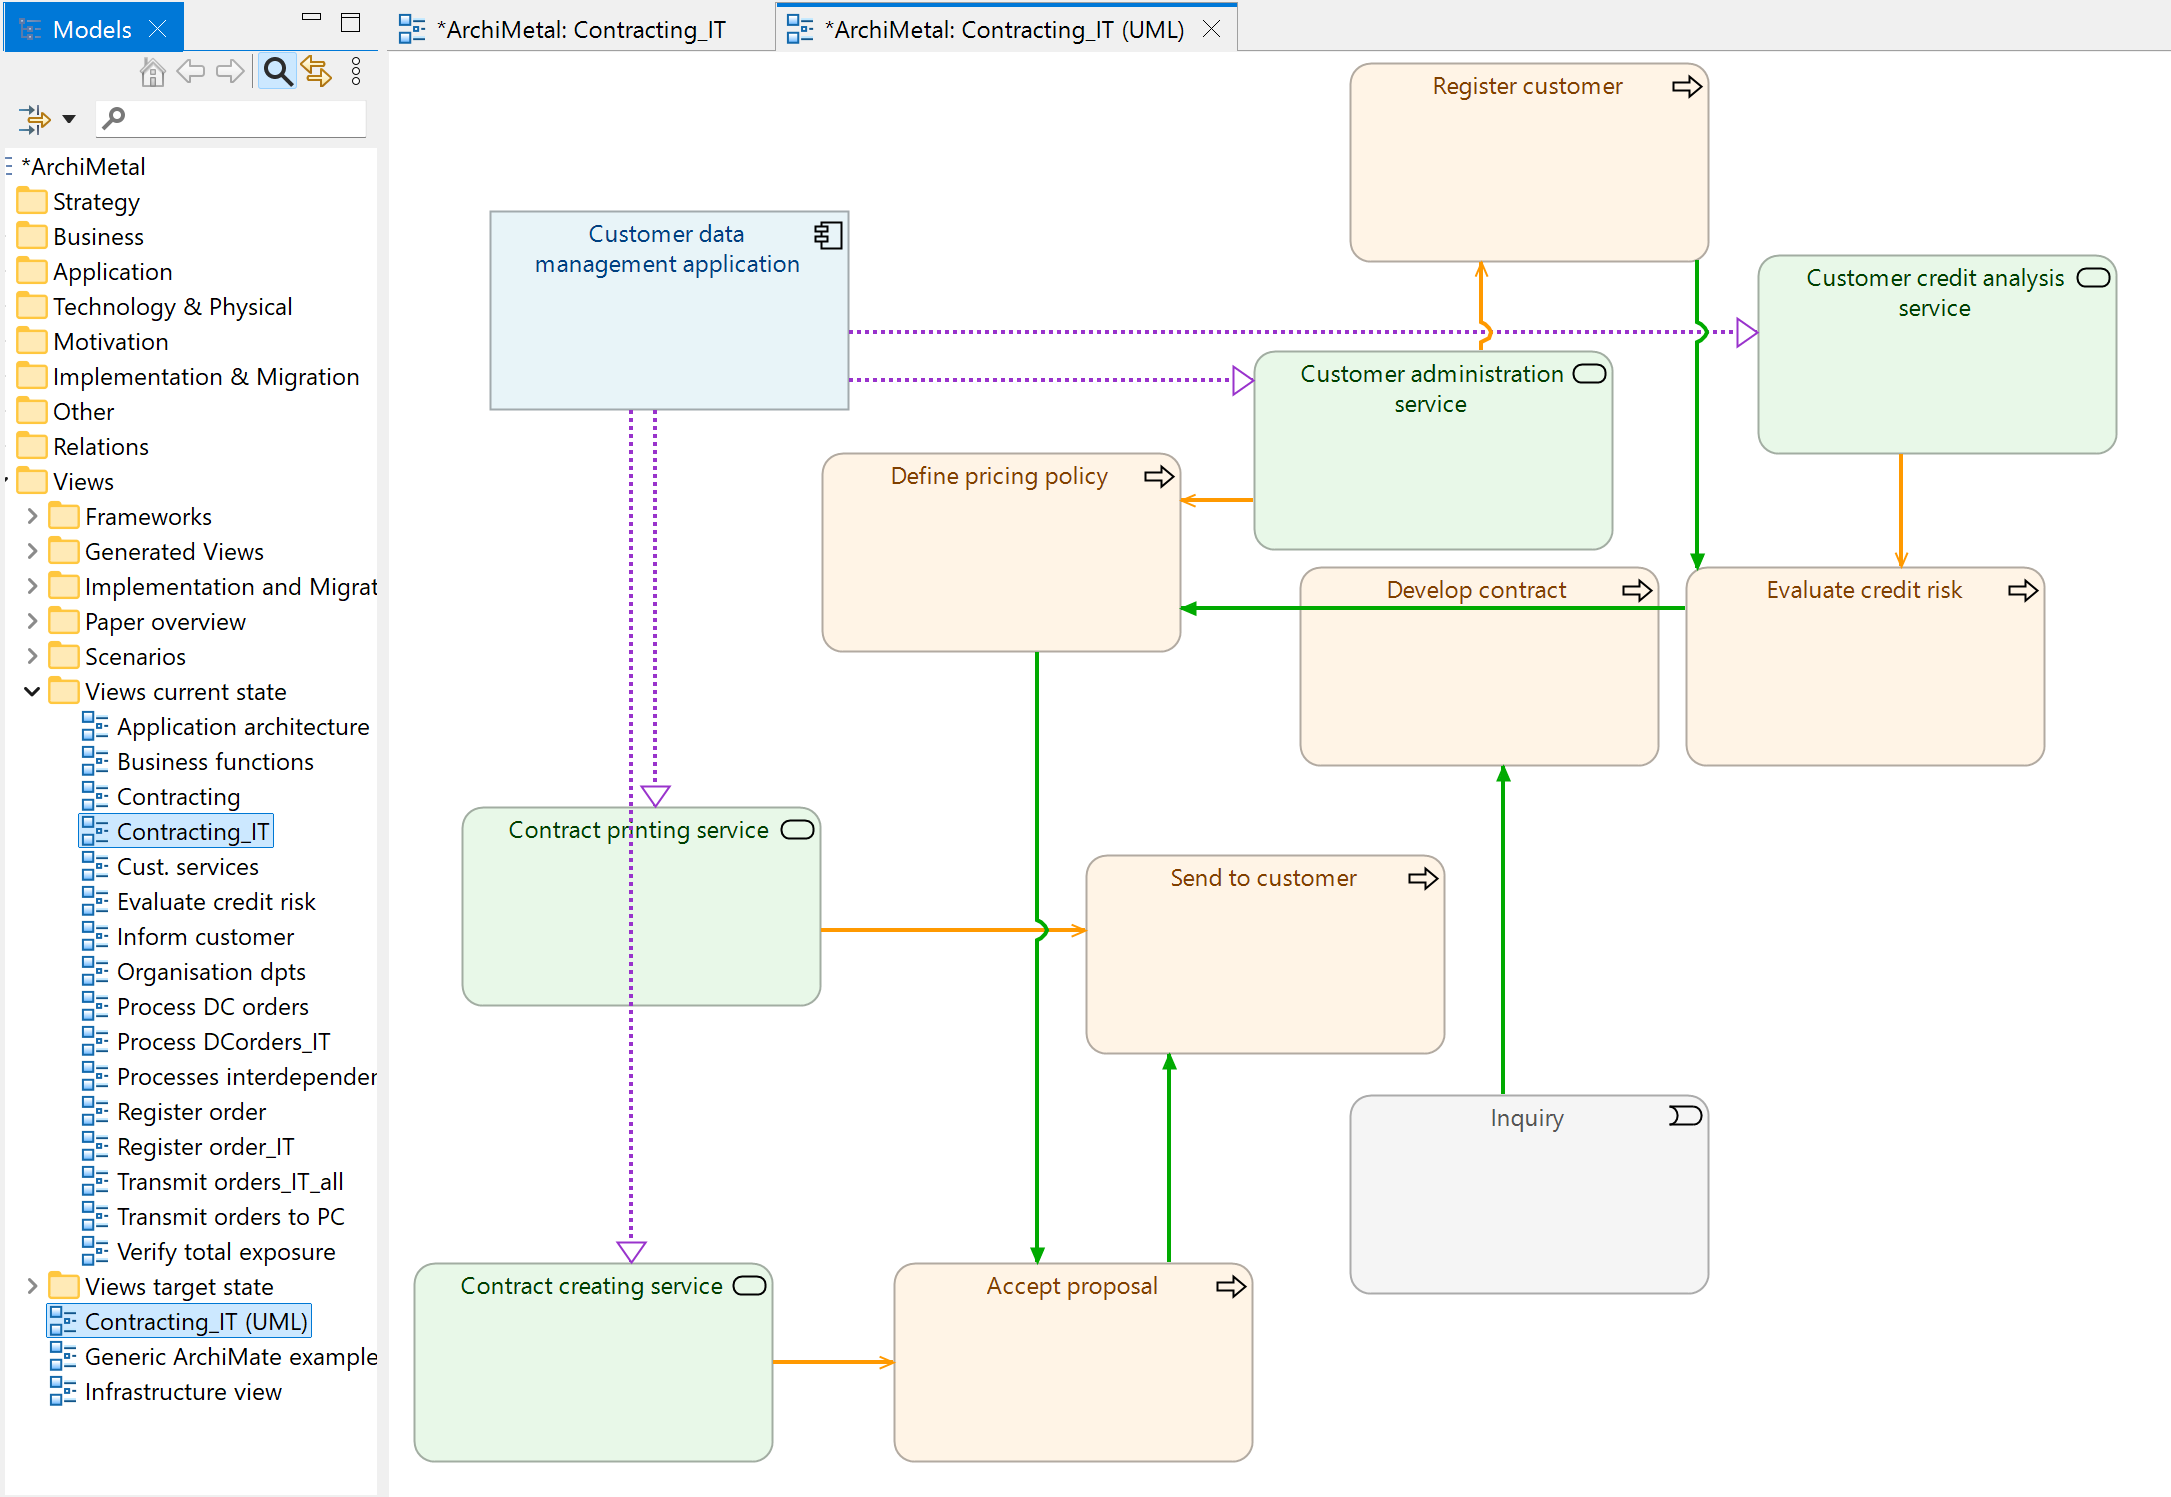 Models
*ArchiMetal: Contracting_IT
*ArchiMetal: Contracting_IT (UML)
*ArchiMetal
Strategy
Business
Application
Technology & Physical
Motivation
Implementation & Migration
Other
Relations
Views
Frameworks
Generated Views
Implementation and Migrat
Paper overview
Scenarios
Views current state
Application architecture
Business functions
Contracting
Contracting_IT
Cust. services
Evaluate credit risk
Inform customer
Organisation dpts
Process DC orders
Process DCorders_IT
Processes interdepender
Register order
Register order_IT
Transmit orders_IT_all
Transmit orders to PC
Verify total exposure
Views target state
Contracting_IT (UML)
Generic ArchiMate example
Infrastructure view
Register customer
Customer data
management application
Customer credit analysis
service
Customer administration
service
Define pricing policy
Develop contract
Evaluate credit risk
Contract printing service
Send to customer
Inquiry
Contract creating service
Accept proposal